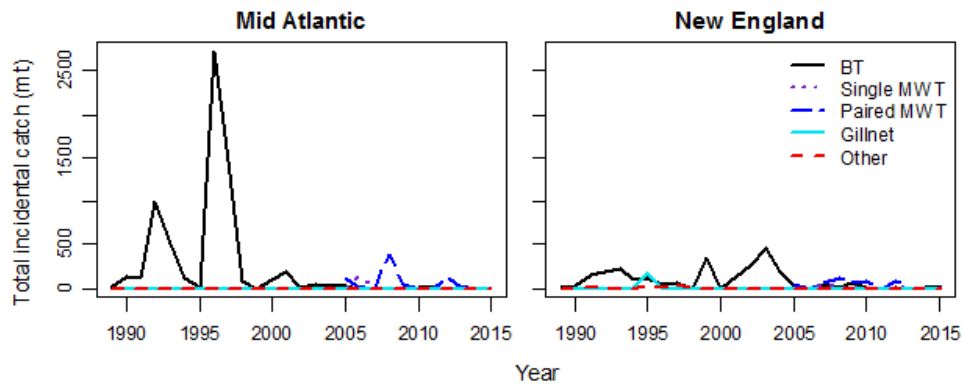 Mid Atlantic
New England
Total incidental catch (mt)
2500
1500
500
0
BT
Single MWT
Paired MWT
Gillnet
Other
1990 1995 2000 2005 2010 2015
1990 1995 2000 2005 2010 2015
Year